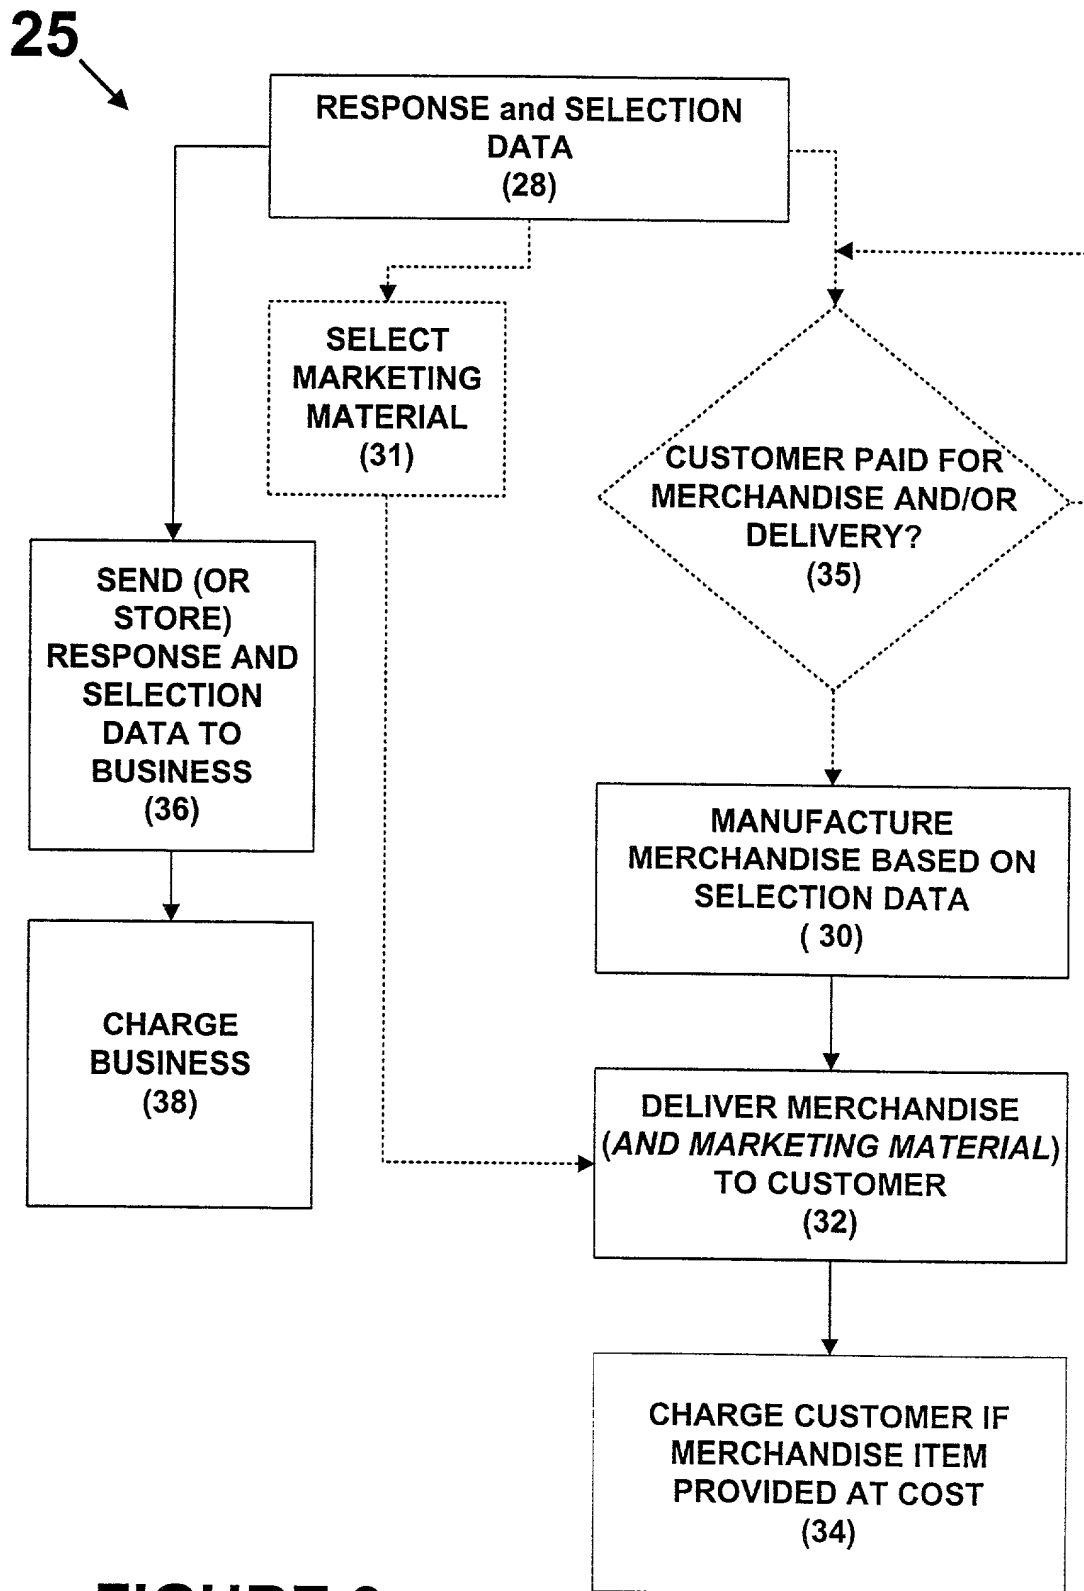 25
RESPONSE and SELECTION
DATA
(28)
SELECT
MARKETING
MATERIAL
(31)
CUSTOMER PAID FOR
MERCHANDISE AND/OR
DELIVERY?
(35)
SEND (OR
STORE)
RESPONSE AND
SELECTION
DATA TO
BUSINESS
(36)
MANUFACTURE
MERCHANDISE BASED ON
SELECTION DATA
( 30)
CHARGE
BUSINESS
(38)
DELIVER MERCHANDISE
(AND MARKETING MATERIAL)
TO CUSTOMER
(32)
CHARGE CUSTOMER IF
MERCHANDISE ITEM
PROVIDED AT COST
(34)
FIGURE